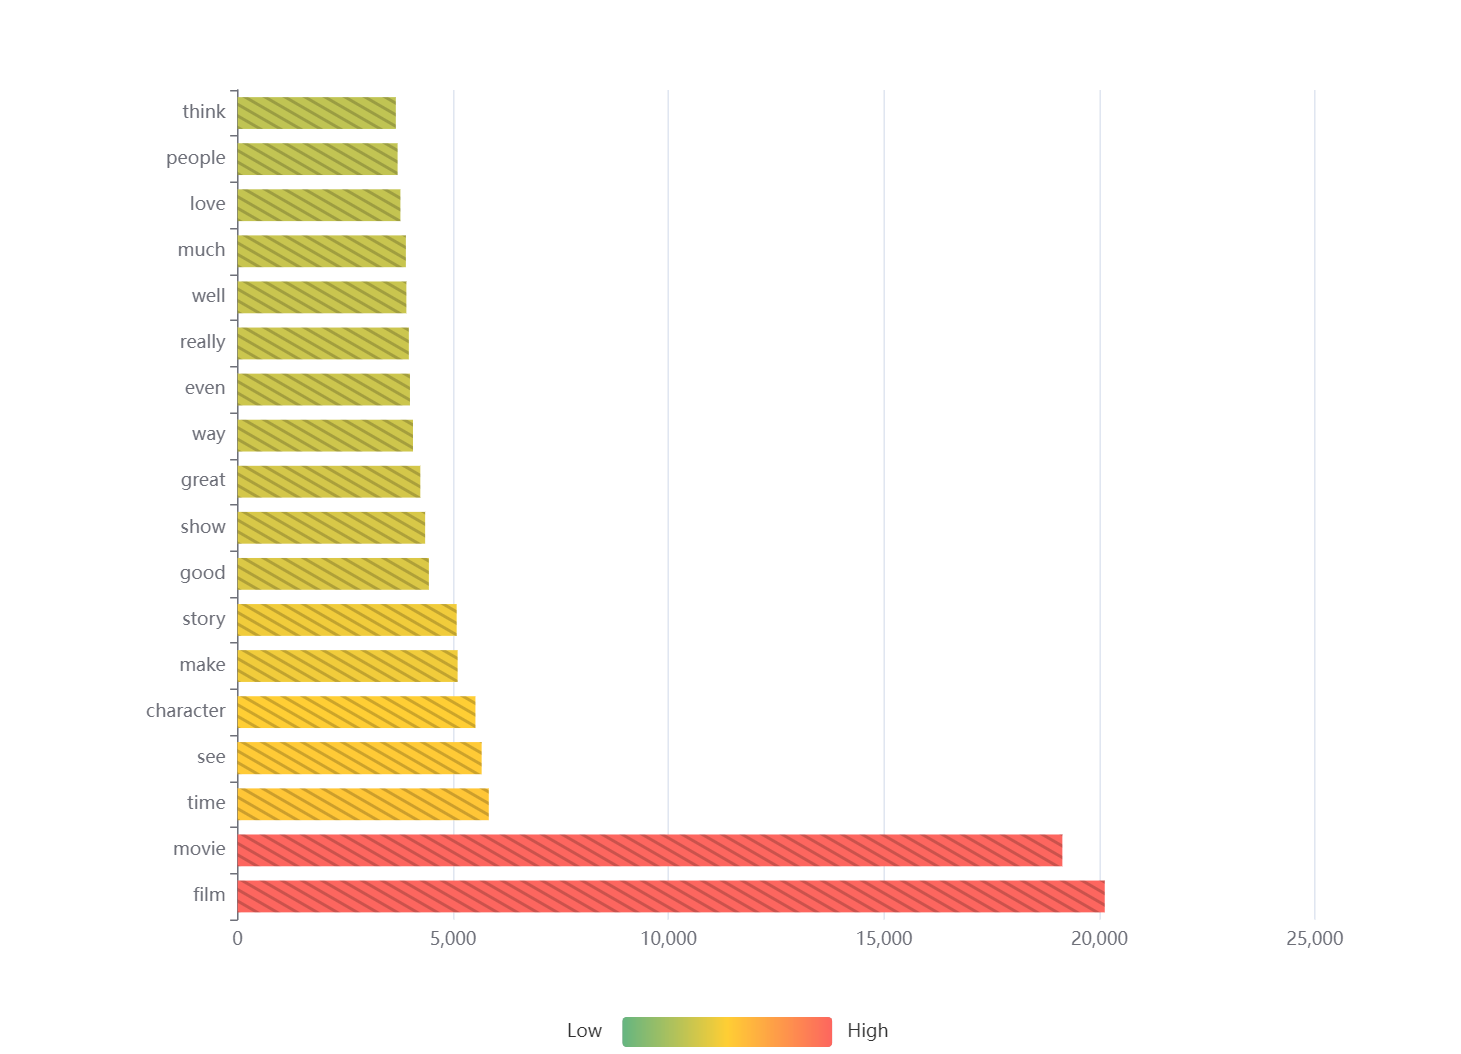 think
people
love
much
well
really
even
way
great
show
good
story
make
character
see
time
movie
film
0 5,000 10,000 15,000 20,000 25,000
Low High